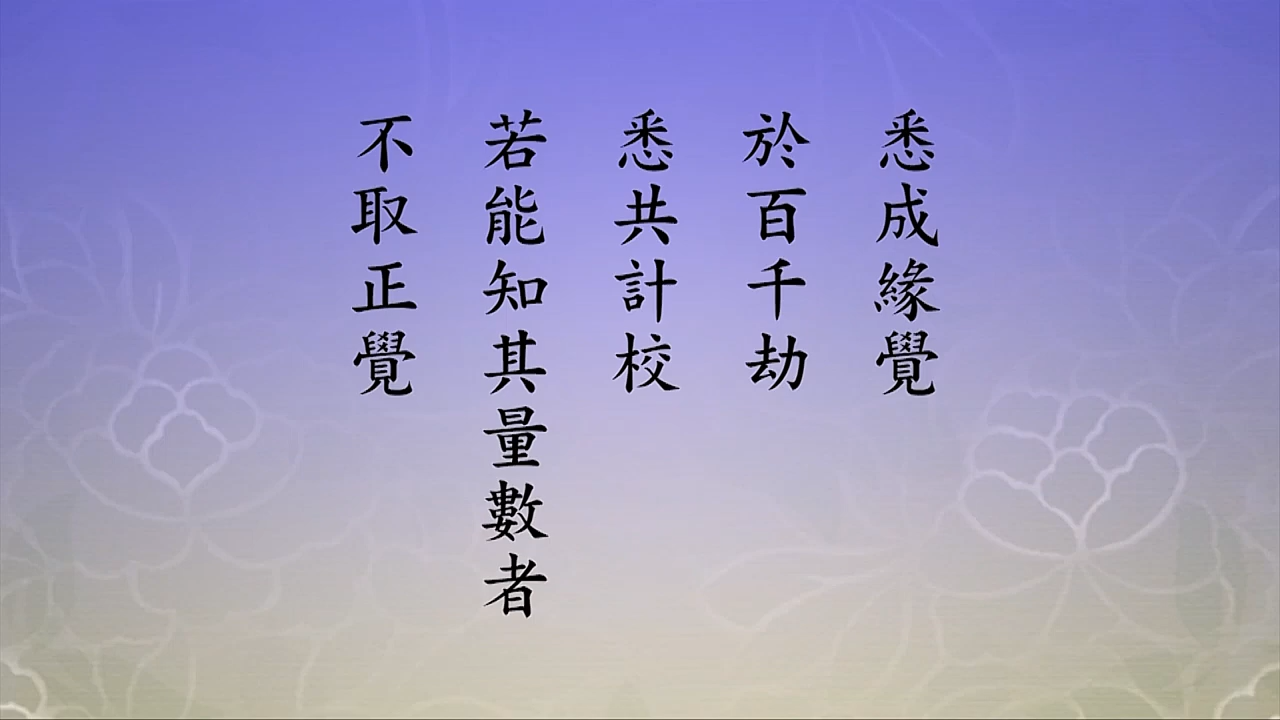 悉成緣覺
於百千劫
悉共計校
若能知其量數者
不取正覺